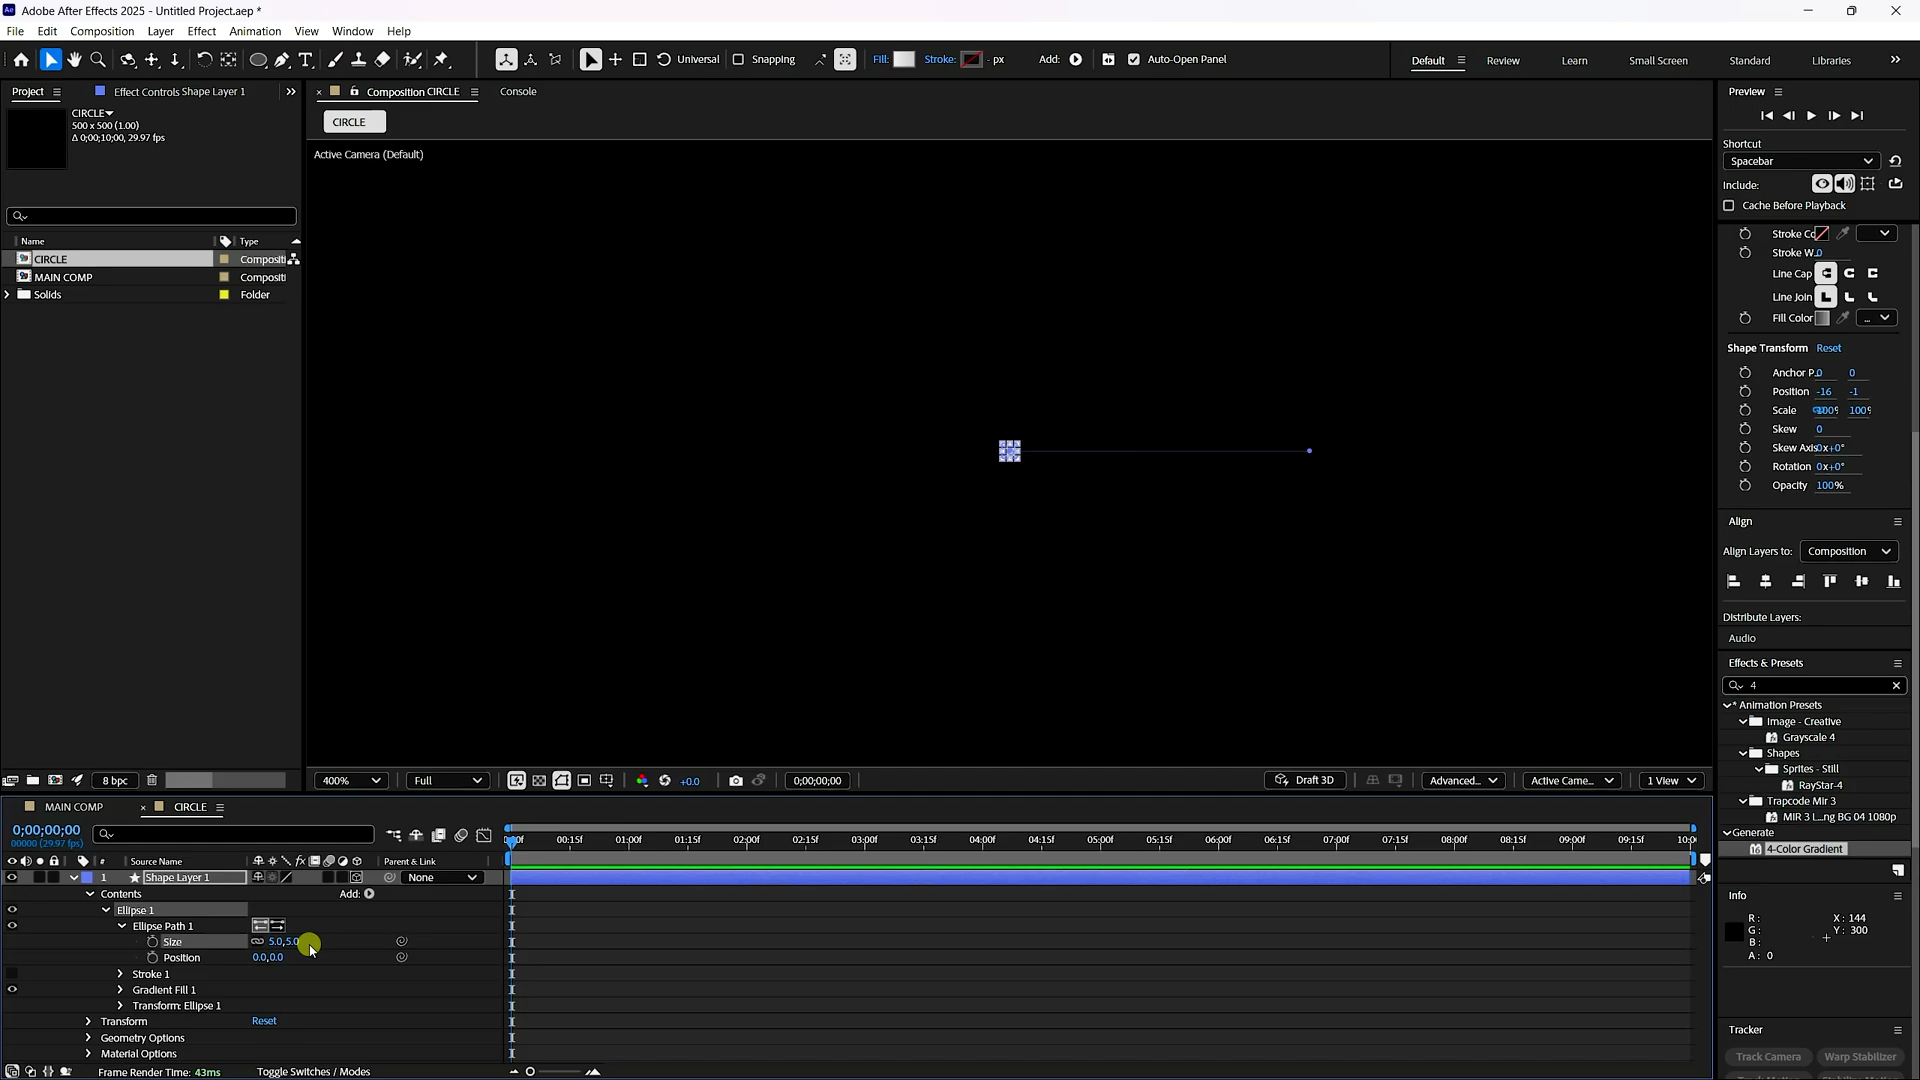 Adobe After Effects 2025 - Untitled Project.aep *
File Edit Composition Layer Effect Animation View Window Help
Universal Snapping Fill: Stroke: - px Add: Auto-Open Panel Default Review Learn Small Screen Standard Libraries
Project Effect Controls Shape Layer 1
Composition CIRCLE Console
CIRCLE
500 x 500 (1.00)
Δ 0;00;10;00, 29.97 fps
CIRCLE
Active Camera (Default)
Name Type
CIRCLE Compositi
MAIN COMP Compositi
Solids Folder
8 bpc
400% Full +0.0 0;00;00;00 Draft 3D Advanced... Active Came... 1 View
Preview
Shortcut
Spacebar
Include:
Cache Before Playback
Stroke Cc
Stroke W 0
Line Cap
Line Join
Fill Color ...
Shape Transform Reset
Anchor P. 0 0
Position -16 -1
Scale 100%
Skew 0
Skew Axis 0x+0°
Rotation 0x+0°
Opacity 100%
Align
Align Layers to: Composition
Distribute Layers:
Audio
Effects & Presets
4
* Animation Presets
Image - Creative
Grayscale 4
Shapes
Sprites - Still
RayStar-4
Trapcode Mir 3
MIR 3 L...ng BG 04 1080p
Generate
4-Color Gradient
Info
R: X: 144
G: Y: 300
B:
A: 0
Tracker
Track Camera Warp Stabilizer
MAIN COMP CIRCLE
0;00;00;00
00000 (29.97 fps)
00:15f 01:00f 01:15f 02:00f 02:15f 03:00f 03:15f 04:00f 04:15f 05:00f 05:15f 06:00f 06:15f 07:00f 07:15f 08:00f 08:15f 09:00f 09:15f 10:0
# Source Name Parent & Link
1 Shape Layer 1 None
Contents Add:
Ellipse 1
Ellipse Path 1
Size 5.0,5.0
Position 0.0,0.0
Stroke 1
Gradient Fill 1
Transform: Ellipse 1
Transform Reset
Geometry Options
Material Options
Frame Render Time: 43ms Toggle Switches / Modes